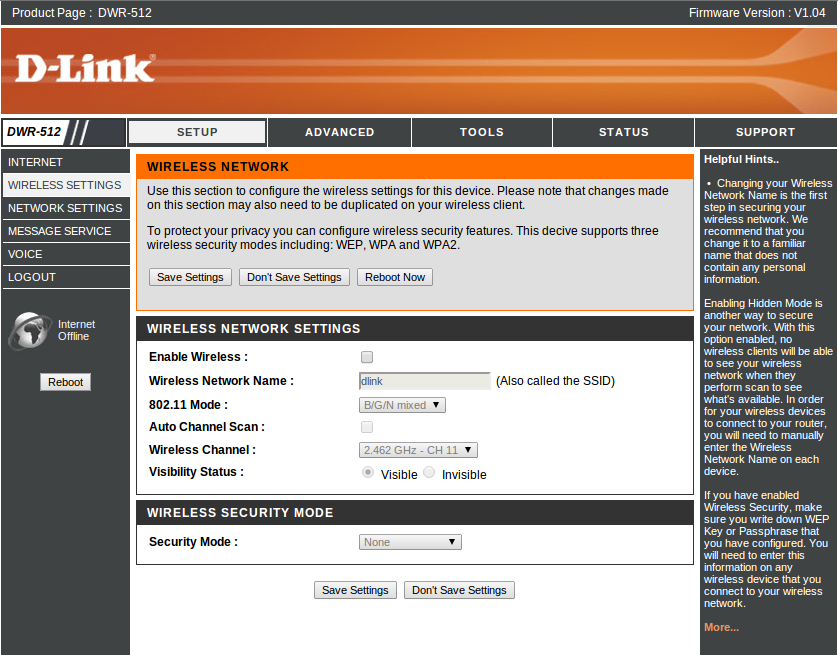 Product Page : DWR-512
Firmware Version : V1.04
D-Link
DWR-512
SETUP
ADVANCED
TOOLS
STATUS
SUPPORT
INTERNET
WIRELESS SETTINGS
NETWORK SETTINGS
MESSAGE SERVICE
VOICE
LOGOUT
Internet
Offline
Reboot
WIRELESS NETWORK
Use this section to configure the wireless settings for this device. Please note that changes made
on this section may also need to be duplicated on your wireless client.
To protect your privacy you can configure wireless security features. This decive supports three
wireless security modes including: WEP, WPA and WPA2.
Save Settings
Don't Save Settings
Reboot Now
WIRELESS NETWORK SETTINGS
Enable Wireless :
Wireless Network Name :
dlink
(Also called the SSID)
802.11 Mode :
B/G/N mixed
Auto Channel Scan :
Wireless Channel :
2.462 GHz - CH 11
Visibility Status :
Visible
Invisible
WIRELESS SECURITY MODE
Security Mode :
None
Save Settings
Don't Save Settings
Helpful Hints..
• Changing your Wireless
Network Name is the first
step in securing your
wireless network. We
recommend that you
change it to a familiar
name that does not
contain any personal
information.
Enabling Hidden Mode is
another way to secure
your network. With this
option enabled, no
wireless clients will be able
to see your wireless
network when they
perform scan to see
what's available. In order
for your wireless devices
to connect to your router,
you will need to manually
enter the Wireless
Network Name on each
device.
If you have enabled
Wireless Security, make
sure you write down WEP
Key or Passphrase that
you have configured. You
will need to enter this
information on any
wireless device that you
connect to your wireless
network.
More...